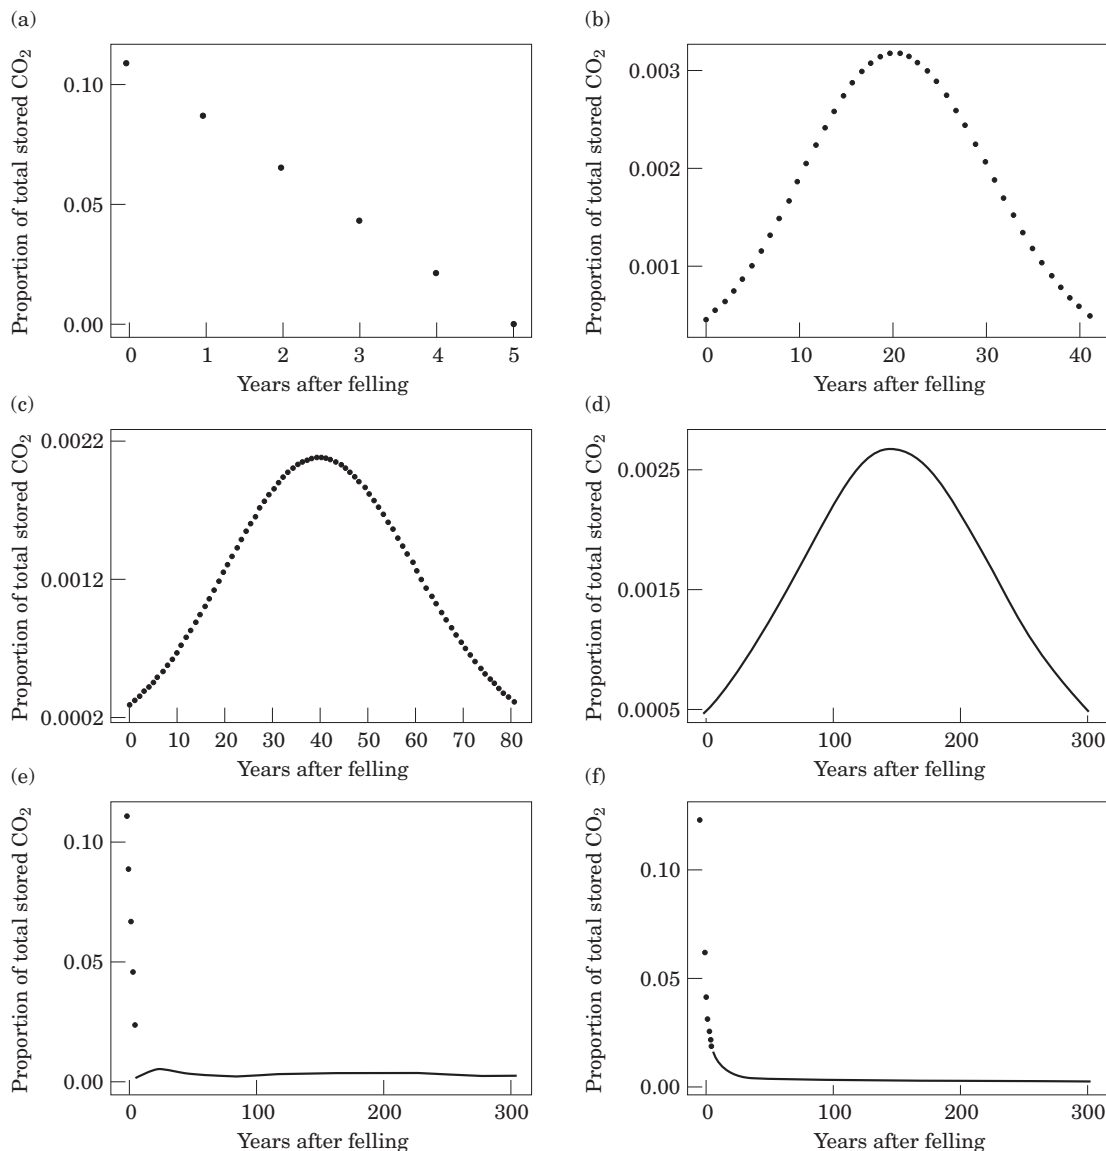 (a)
Proportion of total stored CO₂
0.10
0.05
0.00
0 1 2 3 4 5
Years after felling
(b)
Proportion of total stored CO₂
0.003
0.002
0.001
0 10 20 30 40
Years after felling
(c)
Proportion of total stored CO₂
0.0022
0.0012
0.0002
0 10 20 30 40 50 60 70 80
Years after felling
(d)
Proportion of total stored CO₂
0.0025
0.0015
0.0005
0 100 200 300
Years after felling
(e)
Proportion of total stored CO₂
0.10
0.05
0.00
0 100 200 300
Years after felling
(f)
Proportion of total stored CO₂
0.10
0.05
0.00
0 100 200 300
Years after felling